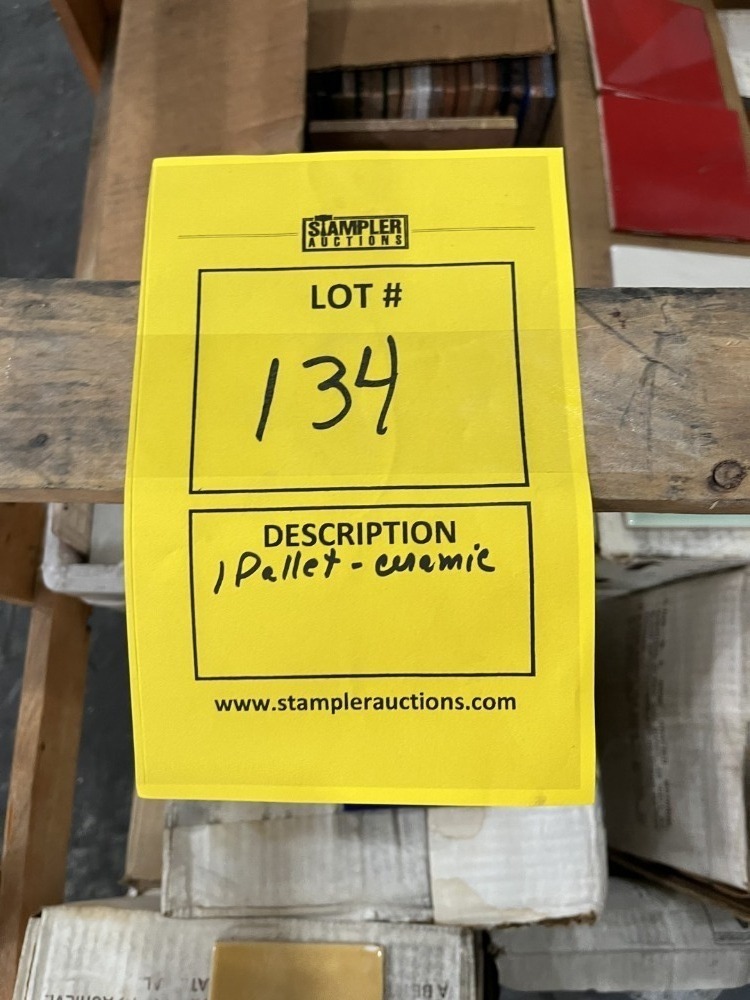 STAMPLER
AUCTIONS
LOT #
134
DESCRIPTION
1 Pallet - ceramic
www.stamplerauctions.com